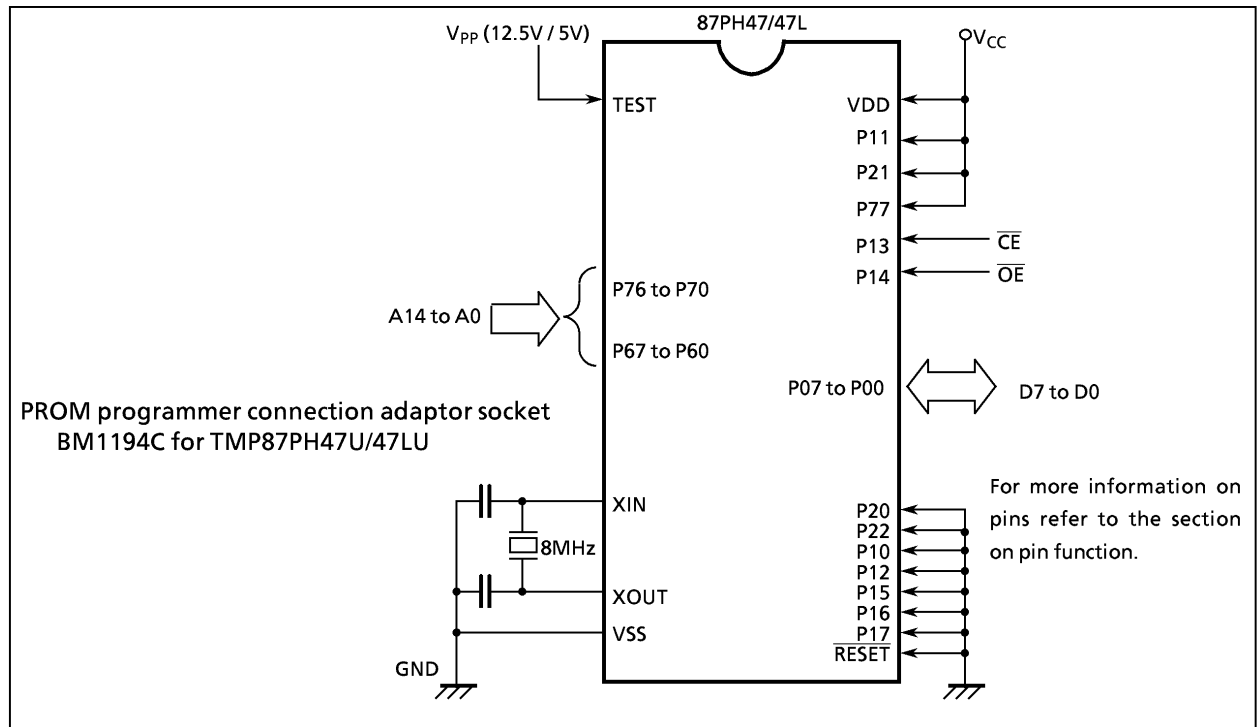 87PH47/47L
VPP (12.5V / 5V)
VCC
TEST
VDD
P11
P21
P77
P13
CE
P14
OE
P76 to P70
A14 to A0
P67 to P60
P07 to P00
D7 to D0
PROM programmer connection adaptor socket
BM1194C for TMP87PH47U/47LU
XIN
8MHz
XOUT
VSS
GND
P20
P22
P10
P12
P15
P16
P17
RESET
For more information on
pins refer to the section
on pin function.